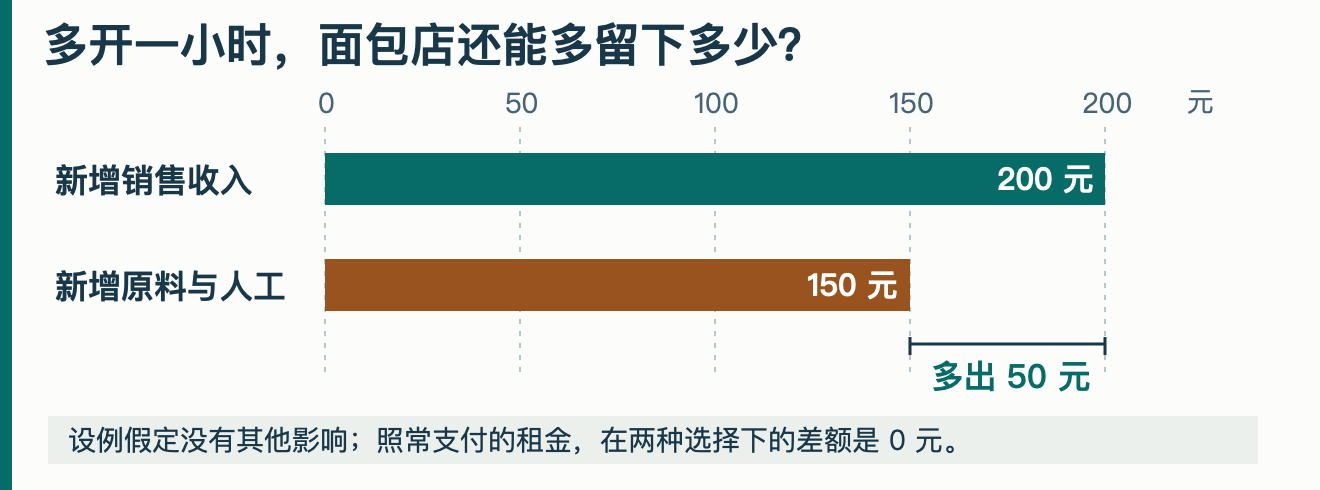 多开一小时，面包店还能多留下多少？
0 50 100 150 200 元
新增销售收入 200 元
新增原料与人工 150 元
多出 50 元
设例假定没有其他影响；照常支付的租金，在两种选择下的差额是 0 元。